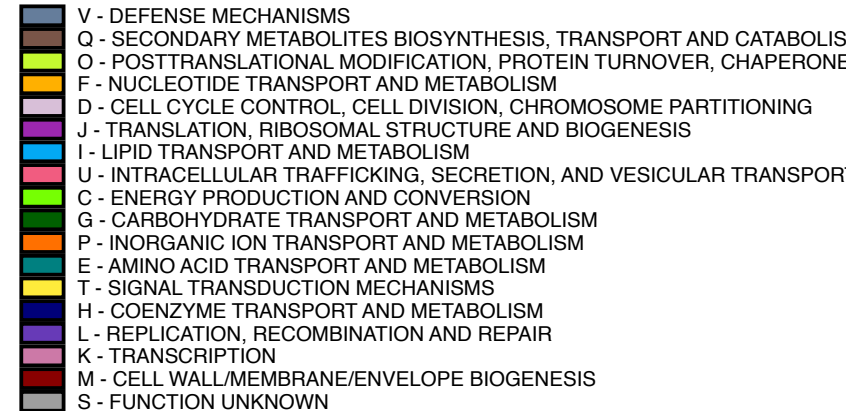 V - DEFENSE MECHANISMS
Q - SECONDARY METABOLITES BIOSYNTHESIS, TRANSPORT AND CATABOLIS
O - POSTTRANSLATIONAL MODIFICATION, PROTEIN TURNOVER, CHAPERONE
F - NUCLEOTIDE TRANSPORT AND METABOLISM
D - CELL CYCLE CONTROL, CELL DIVISION, CHROMOSOME PARTITIONING
J - TRANSLATION, RIBOSOMAL STRUCTURE AND BIOGENESIS
I - LIPID TRANSPORT AND METABOLISM
U - INTRACELLULAR TRAFFICKING, SECRETION, AND VESICULAR TRANSPORT
C - ENERGY PRODUCTION AND CONVERSION
G - CARBOHYDRATE TRANSPORT AND METABOLISM
P - INORGANIC ION TRANSPORT AND METABOLISM
E - AMINO ACID TRANSPORT AND METABOLISM
T - SIGNAL TRANSDUCTION MECHANISMS
H - COENZYME TRANSPORT AND METABOLISM
L - REPLICATION, RECOMBINATION AND REPAIR
K - TRANSCRIPTION
M - CELL WALL/MEMBRANE/ENVELOPE BIOGENESIS
S - FUNCTION UNKNOWN